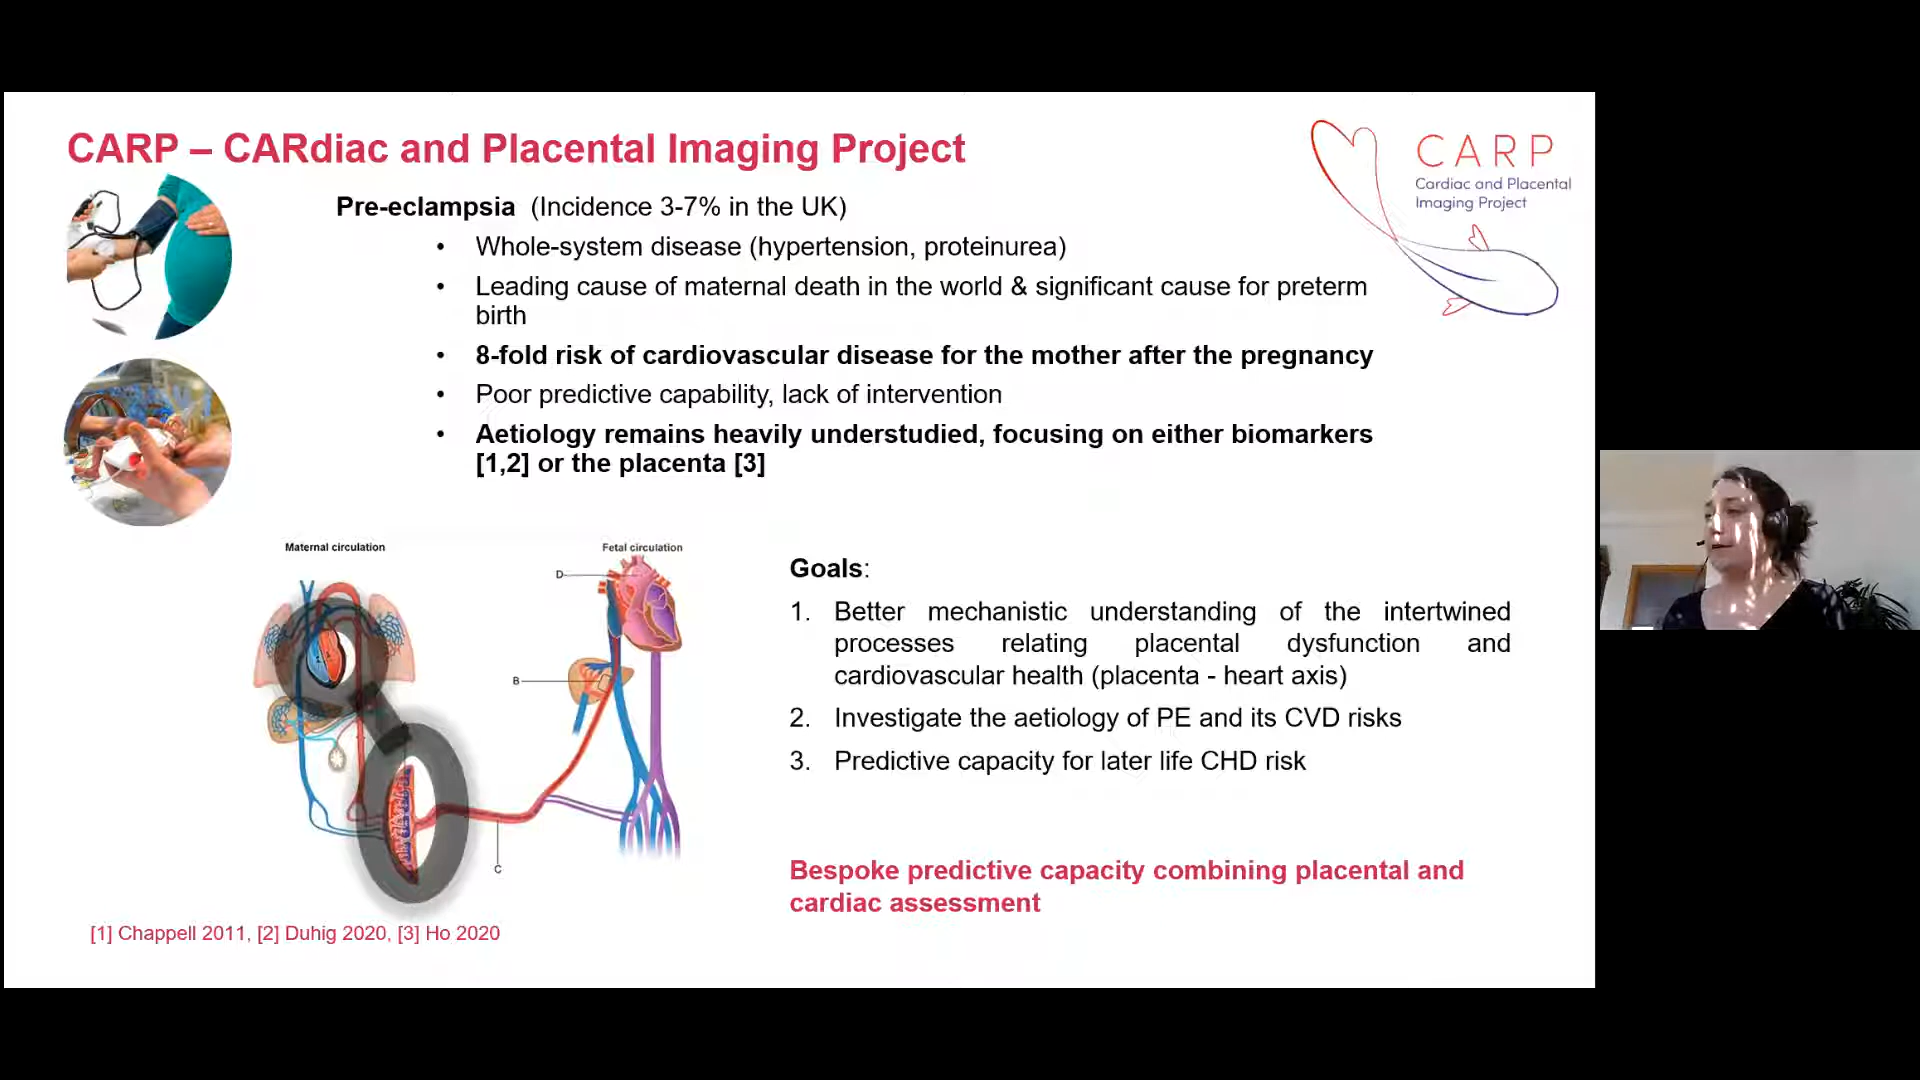 CARP – CARdiac and Placental Imaging Project
CARP
Cardiac and Placental
Imaging Project
Pre-eclampsia (Incidence 3-7% in the UK)
• Whole-system disease (hypertension, proteinurea)
• Leading cause of maternal death in the world & significant cause for preterm
birth
• 8-fold risk of cardiovascular disease for the mother after the pregnancy
• Poor predictive capability, lack of intervention
• Aetiology remains heavily understudied, focusing on either biomarkers
[1,2] or the placenta [3]
Maternal circulation
Fetal circulation
D
B
C
Goals:
1. Better mechanistic understanding of the intertwined
processes relating placental dysfunction and
cardiovascular health (placenta - heart axis)
2. Investigate the aetiology of PE and its CVD risks
3. Predictive capacity for later life CHD risk
Bespoke predictive capacity combining placental and
cardiac assessment
[1] Chappell 2011, [2] Duhig 2020, [3] Ho 2020